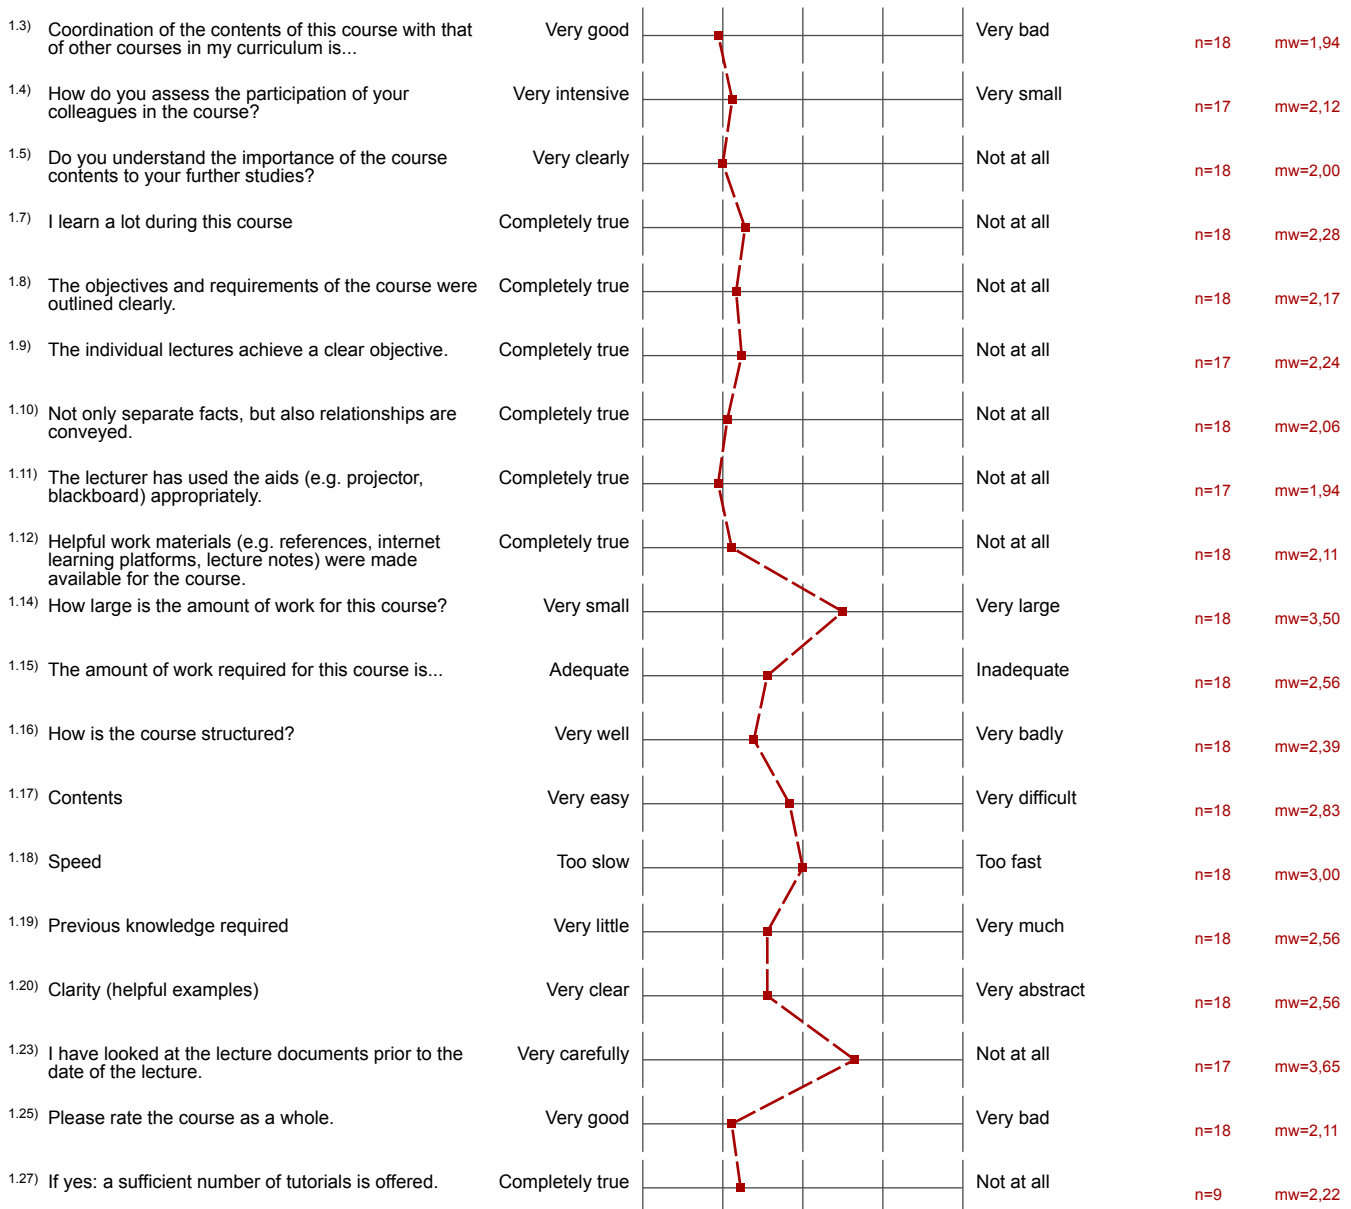 1.3) Coordination of the contents of this course with that of other courses in my curriculum is... Very good Very bad n=18 mw=1,94
1.4) How do you assess the participation of your colleagues in the course? Very intensive Very small n=17 mw=2,12
1.5) Do you understand the importance of the course contents to your further studies? Very clearly Not at all n=18 mw=2,00
1.7) I learn a lot during this course Completely true Not at all n=18 mw=2,28
1.8) The objectives and requirements of the course were outlined clearly. Completely true Not at all n=18 mw=2,17
1.9) The individual lectures achieve a clear objective. Completely true Not at all n=17 mw=2,24
1.10) Not only separate facts, but also relationships are conveyed. Completely true Not at all n=18 mw=2,06
1.11) The lecturer has used the aids (e.g. projector, blackboard) appropriately. Completely true Not at all n=17 mw=1,94
1.12) Helpful work materials (e.g. references, internet learning platforms, lecture notes) were made available for the course. Completely true Not at all n=18 mw=2,11
1.14) How large is the amount of work for this course? Very small Very large n=18 mw=3,50
1.15) The amount of work required for this course is... Adequate Inadequate n=18 mw=2,56
1.16) How is the course structured? Very well Very badly n=18 mw=2,39
1.17) Contents Very easy Very difficult n=18 mw=2,83
1.18) Speed Too slow Too fast n=18 mw=3,00
1.19) Previous knowledge required Very little Very much n=18 mw=2,56
1.20) Clarity (helpful examples) Very clear Very abstract n=18 mw=2,56
1.23) I have looked at the lecture documents prior to the date of the lecture. Very carefully Not at all n=17 mw=3,65
1.25) Please rate the course as a whole. Very good Very bad n=18 mw=2,11
1.27) If yes: a sufficient number of tutorials is offered. Completely true Not at all n=9 mw=2,22